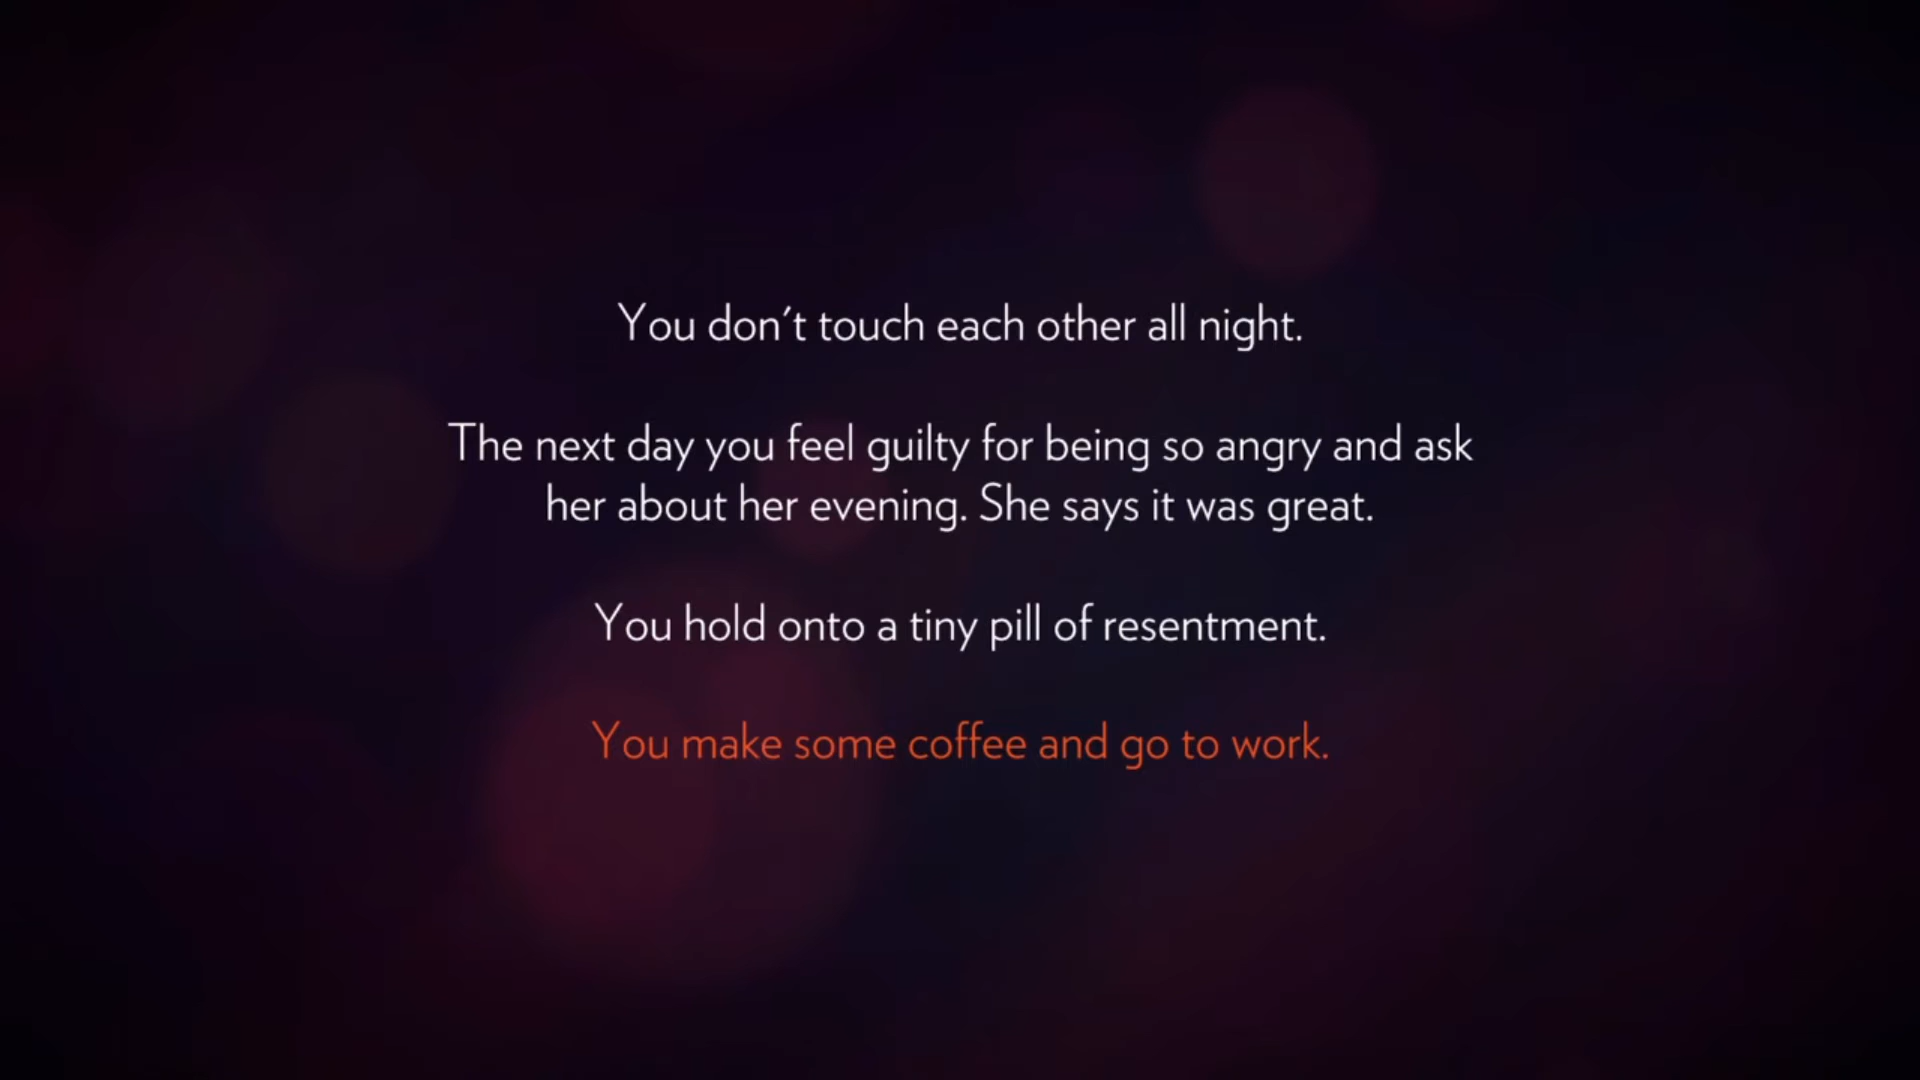 You don't touch each other all night.
The next day you feel guilty for being so angry and ask
her about her evening. She says it was great.
You hold onto a tiny pill of resentment.
You make some coffee and go to work.